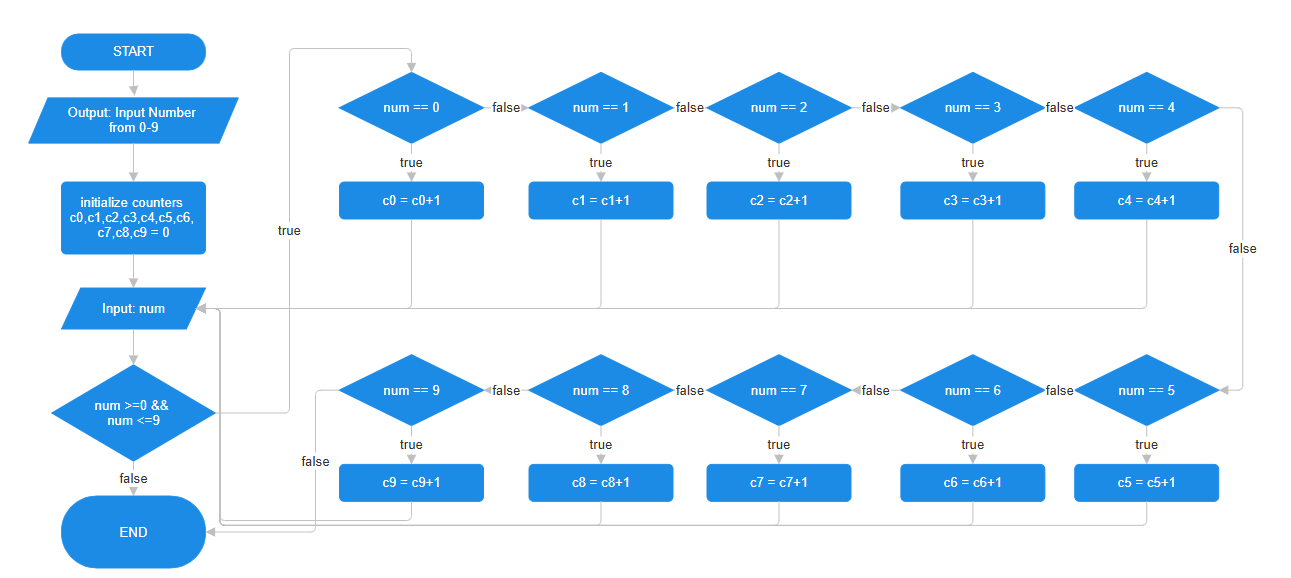 START
Output: Input Number
from 0-9
initialize counters
c0,c1,c2,c3,c4,c5,c6,
c7,c8,c9 = 0
Input: num
num >=0 &&
num <=9
false
END
true
num == 0
false
num == 1
false
num == 2
false
num == 3
false
num == 4
true
true
true
true
true
c0 = c0+1
c1 = c1+1
c2 = c2+1
c3 = c3+1
c4 = c4+1
false
num == 9
false
num == 8
false
num == 7
false
num == 6
false
num == 5
false
true
true
true
true
true
c9 = c9+1
c8 = c8+1
c7 = c7+1
c6 = c6+1
c5 = c5+1